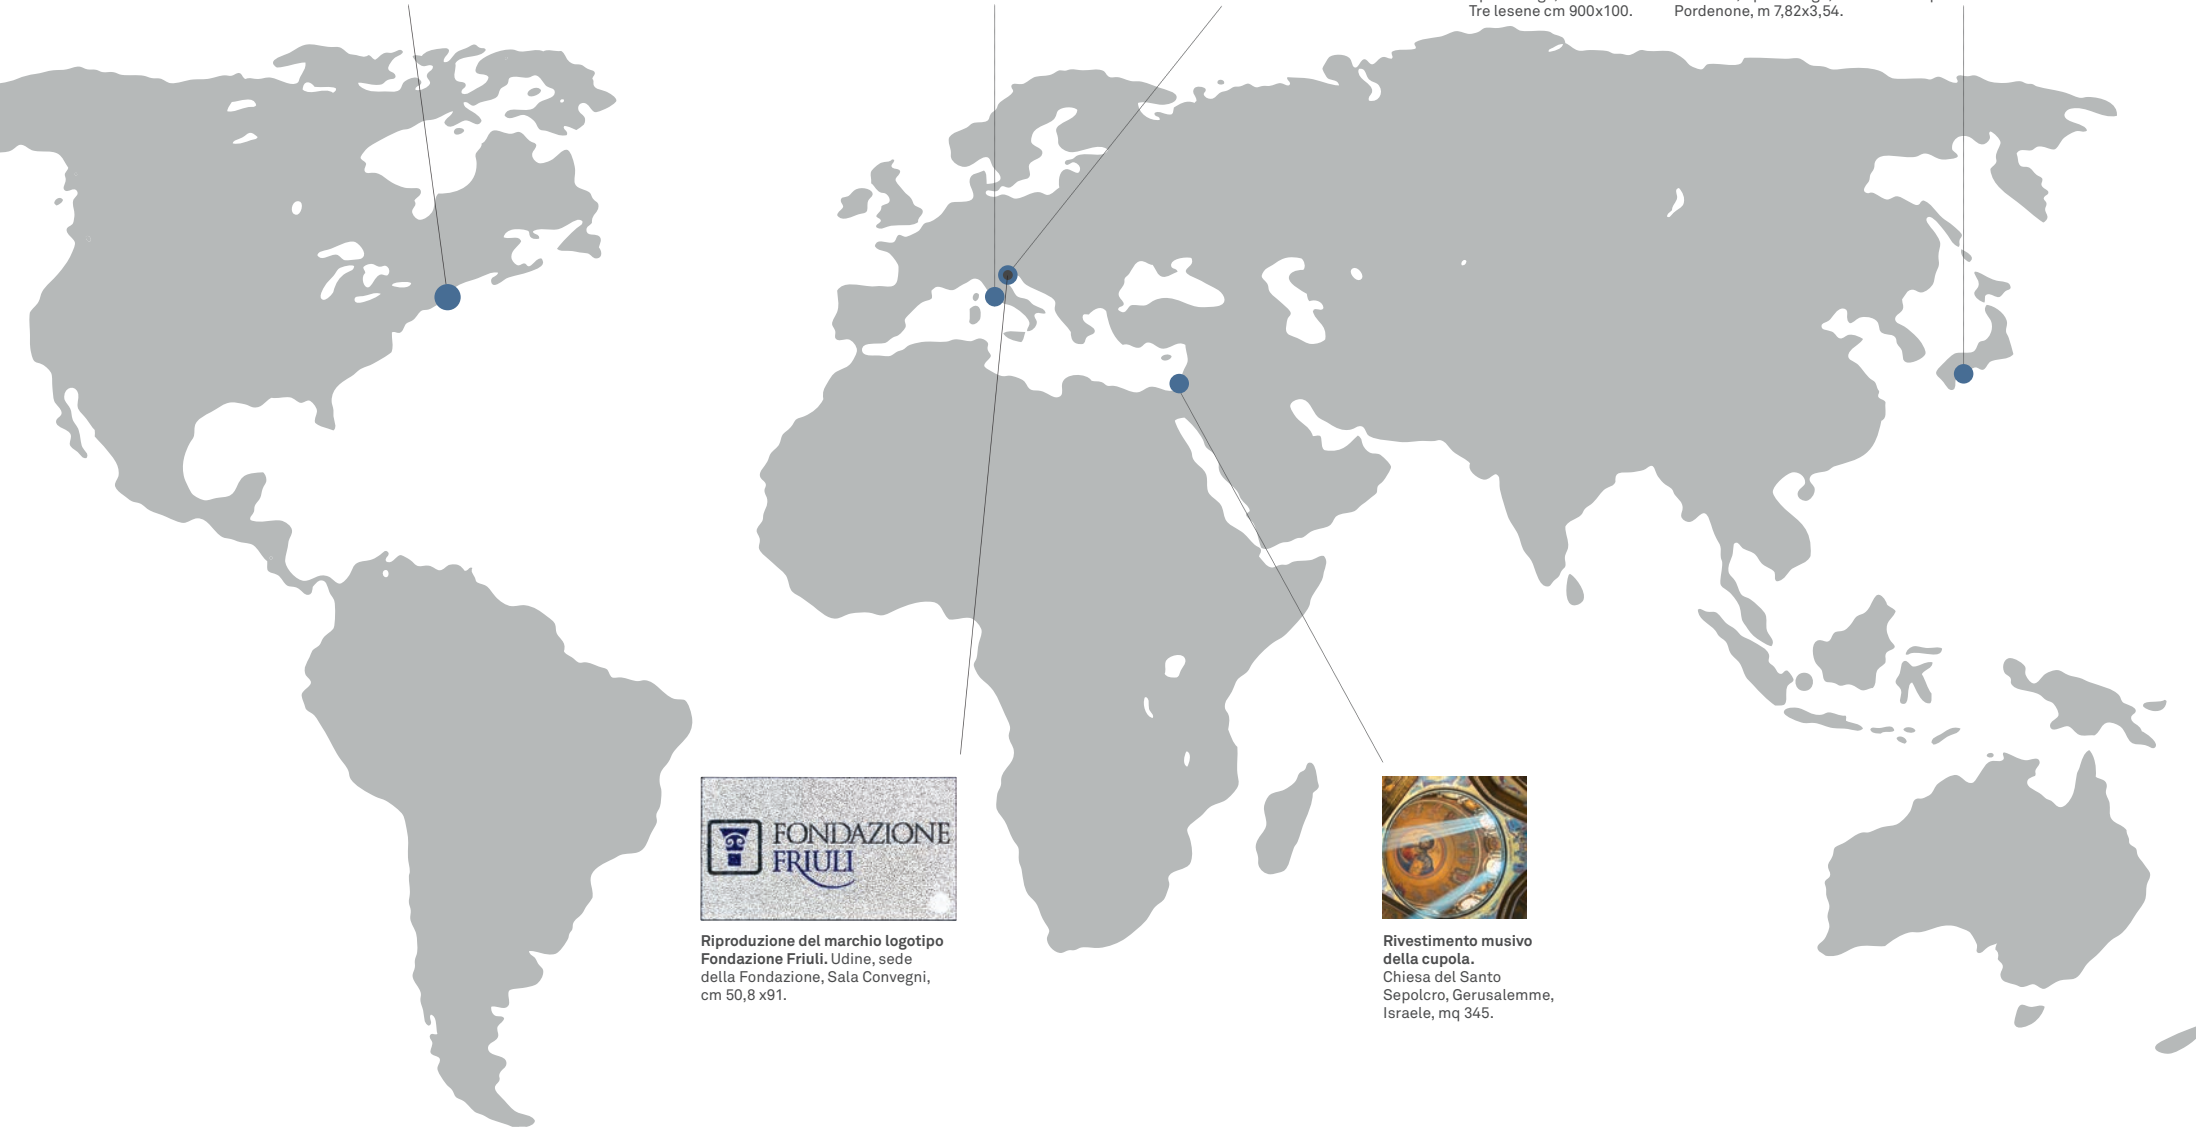 Tre lesene cm 900x100.
Pordenone, m 7,82x3,54.
FONDAZIONE
FRIULI
Riproduzione del marchio logotipo
Fondazione Friuli. Udine, sede
della Fondazione, Sala Convegni,
cm 50,8 x91.
Rivestimento musivo
della cupola.
Chiesa del Santo
Sepolcro, Gerusalemme,
Israele, mq 345.